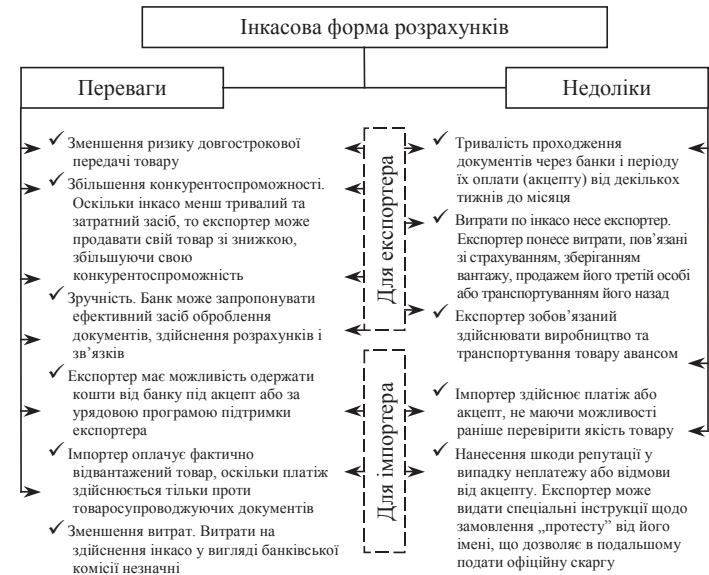 Інкасова форма розрахунків
Переваги
Недоліки
Зменшення ризику довгострокової
передачі товару
Збільшення конкурентоспроможності.
Оскільки інкасо менш тривалий та
затратний засіб, то експортер може
продавати свій товар зі знижкою,
збільшуючи свою
конкурентоспроможність
Зручність. Банк може запропонувати
ефективний засіб оброблення
документів, здійснення розрахунків і
зв’язків
Експортер має можливість одержати
кошти від банку під акцепт або за
урядовою програмою підтримки
експортера
Імпортер оплачує фактично
відвантажений товар, оскільки платіж
здійснюється тільки проти
товаросупроводжуючих документів
Зменшення витрат. Витрати на
здійснення інкасо у вигляді банківської
комісії незначні
Для експортера
Для імпортера
Тривалість проходження
документів через банки і періоду
їх оплати (акцепту) від декількох
тижнів до місяця
Витрати по інкасо несе експортер.
Експортер понесе витрати, пов’язані
зі страхуванням, зберіганням
вантажу, продажем його третій особі
або транспортуванням його назад
Експортер зобов’язаний
здійснювати виробництво та
транспортування товару авансом
Імпортер здійснює платіж або
акцепт, не маючи можливості
раніше перевірити якість товару
Нанесення шкоди репутації у
випадку неплатежу або відмови
від акцепту. Експортер може
видати спеціальні інструкції щодо
замовлення „протесту” від його
імені, що дозволяє в подальшому
подати офіційну скаргу